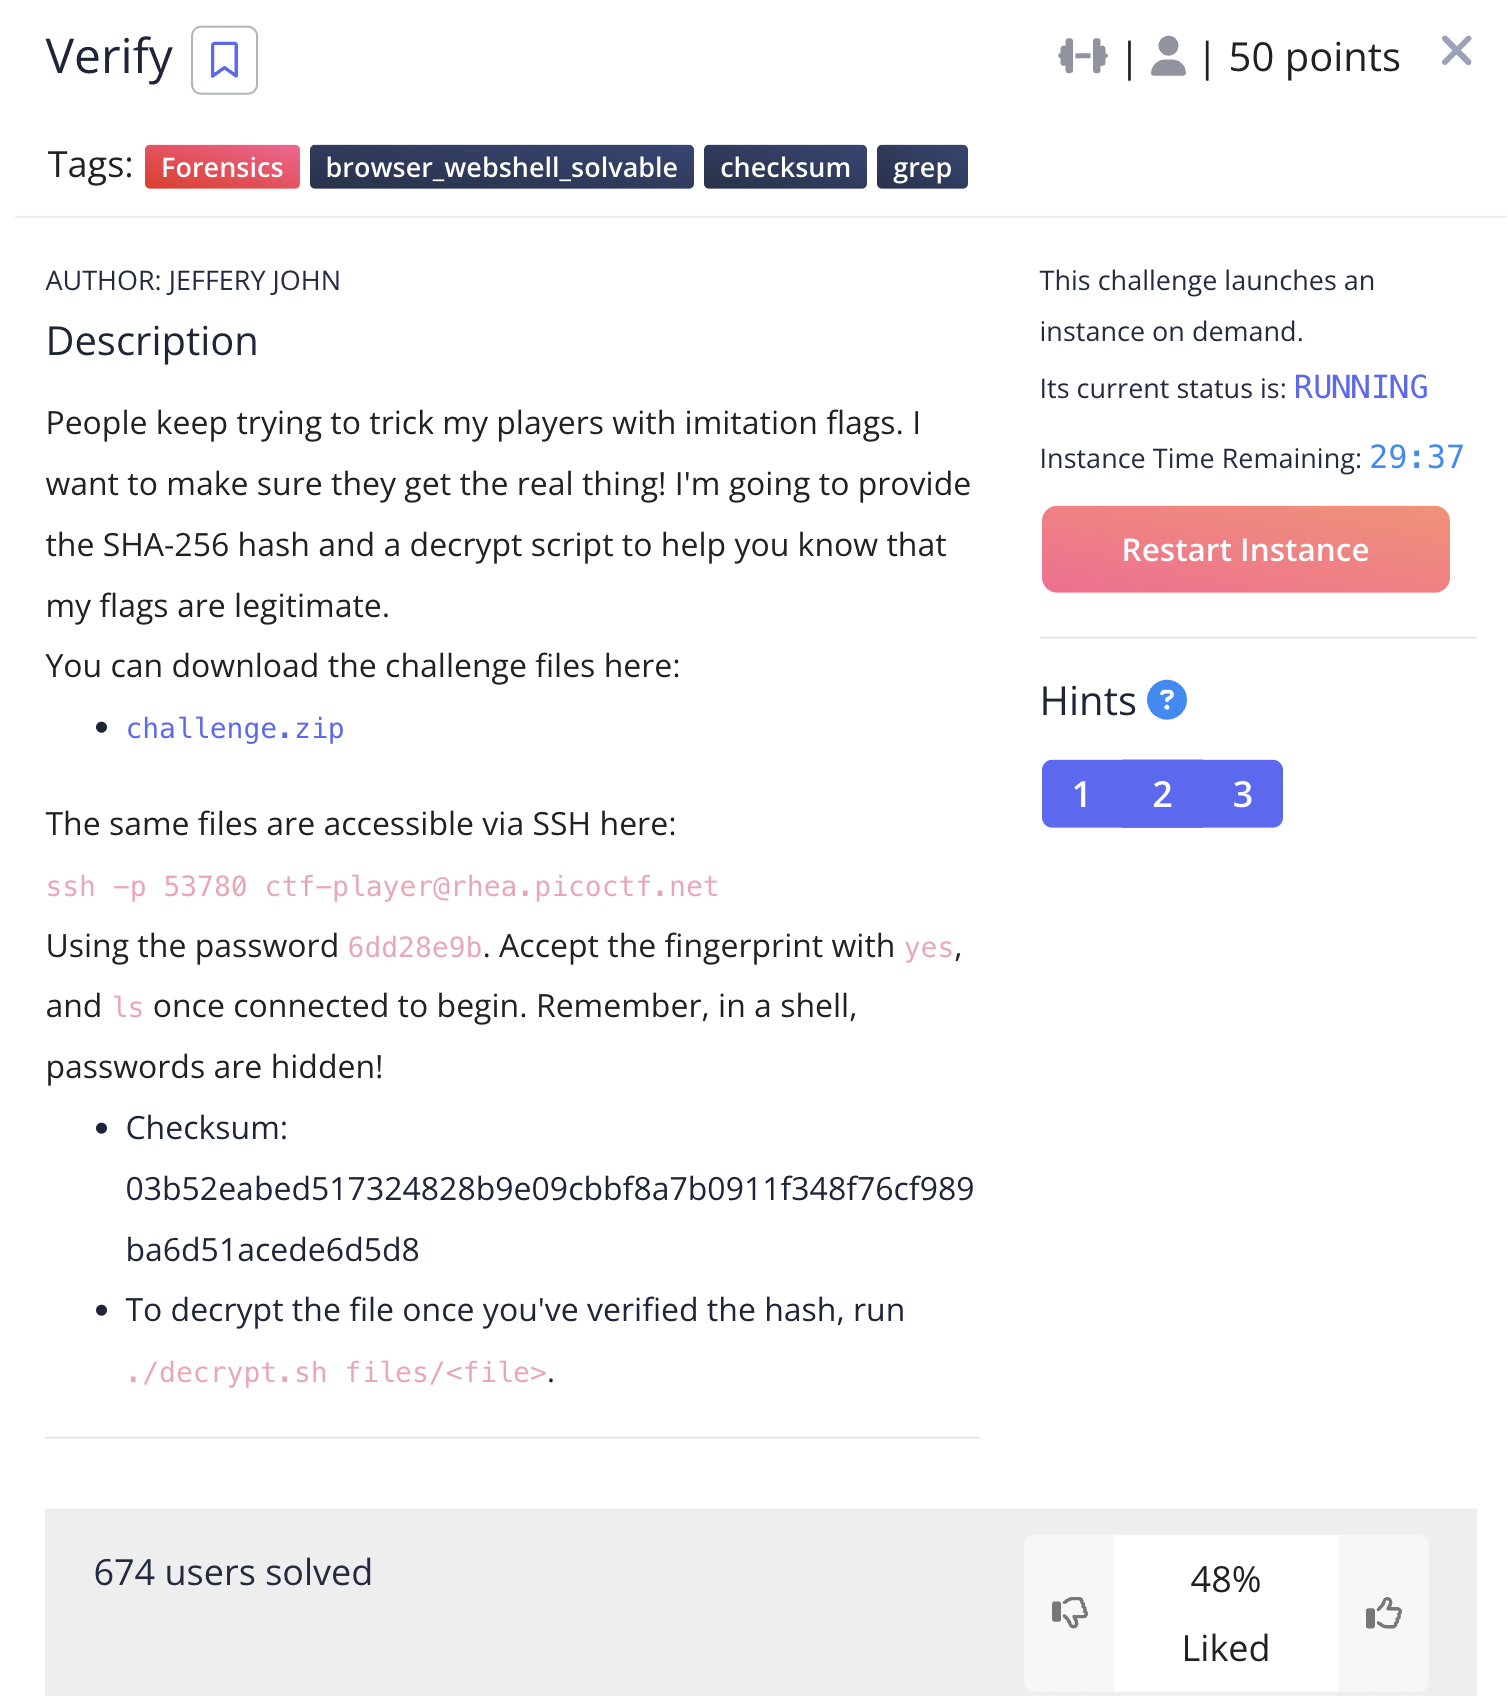 Verify
| | 50 points
Tags: Forensics browser_webshell_solvable checksum grep
AUTHOR: JEFFERY JOHN
Description
People keep trying to trick my players with imitation flags. I
want to make sure they get the real thing! I'm going to provide
the SHA-256 hash and a decrypt script to help you know that
my flags are legitimate.
You can download the challenge files here:
• challenge.zip
The same files are accessible via SSH here:
ssh -p 53780 ctf-player@rhea.picoctf.net
Using the password 6dd28e9b. Accept the fingerprint with yes,
and ls once connected to begin. Remember, in a shell,
passwords are hidden!
• Checksum:
03b52eabed517324828b9e09cbbf8a7b0911f348f76cf989
ba6d51acede6d5d8
• To decrypt the file once you've verified the hash, run
./decrypt.sh files/<file>.
This challenge launches an
instance on demand.
Its current status is: RUNNING
Instance Time Remaining: 29:37
Restart Instance
Hints ?
1 2 3
674 users solved
48%
Liked